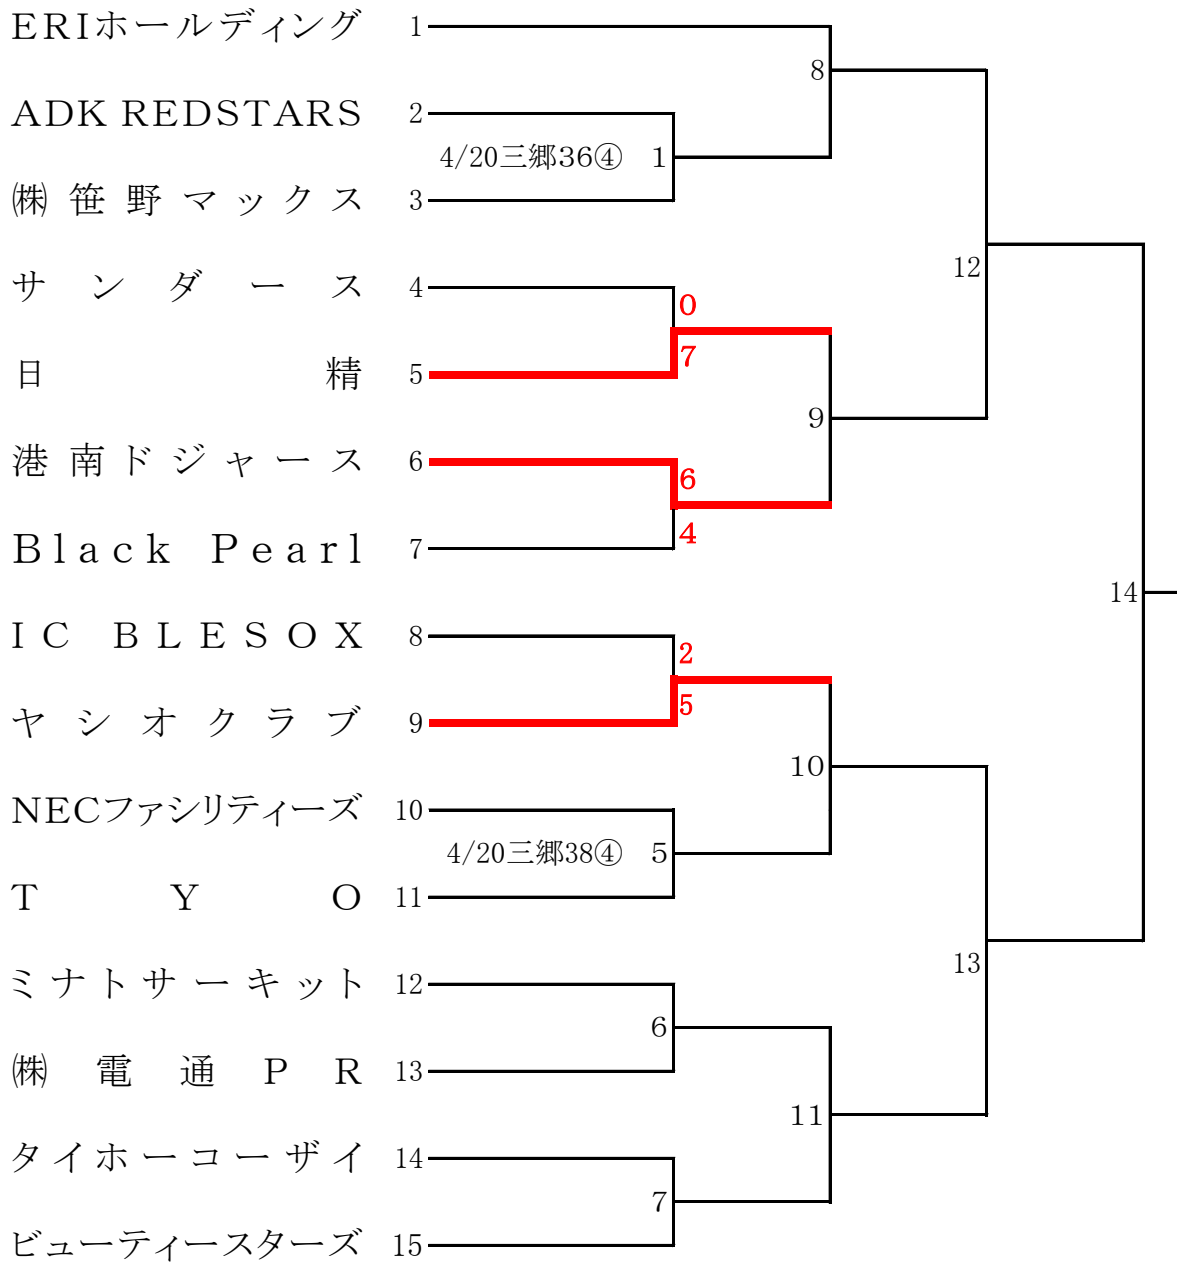 ERIホールディング 1
8
ADK REDSTARS 2
4/20三郷36④ 1
㈱笹野マックス 3
12
サンダース 4
0
7
日精 5
9
港南ドジャース 6
6
4
Black Pearl 7
14
IC BLESOX 8
2
5
ヤシオクラブ 9
10
NECファシリティーズ 10
4/20三郷38④ 5
TYO 11
13
ミナトサーキット 12
6
㈱電通PR 13
11
タイホーコーザイ 14
7
ビューティースターズ 15